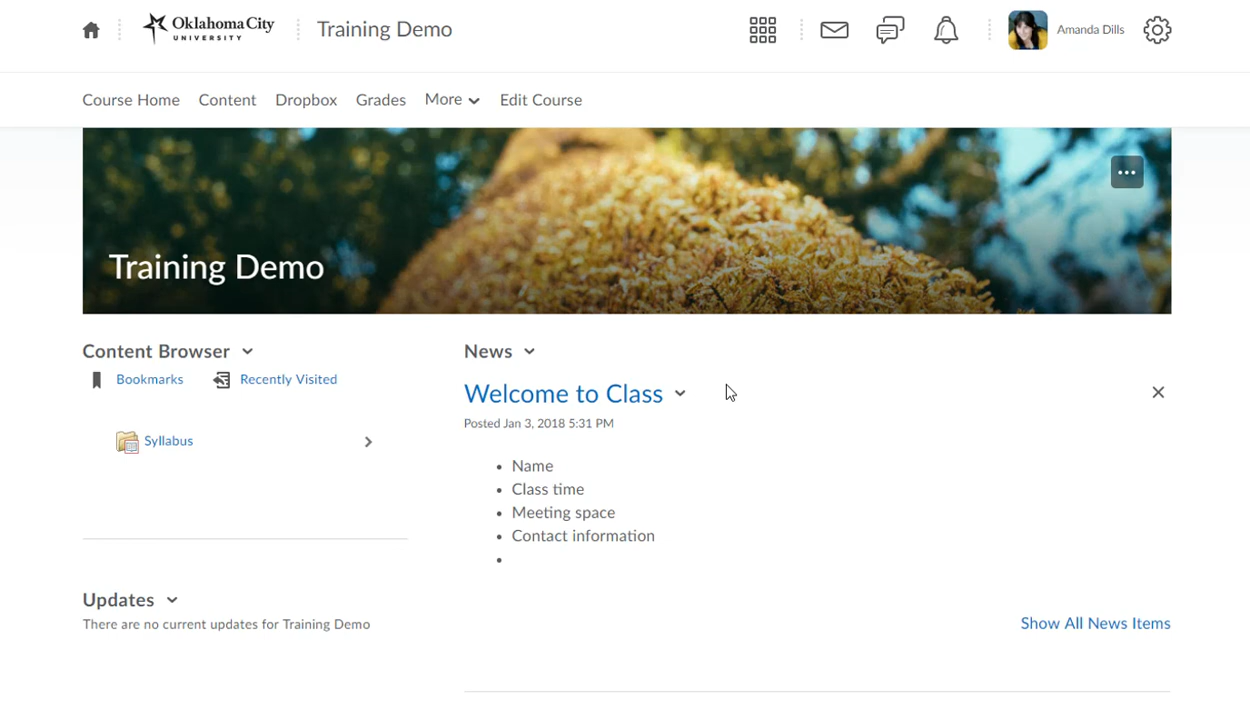 Oklahoma City
UNIVERSITY
Training Demo
Amanda Dills
Course Home
Content
Dropbox
Grades
More
Edit Course
Training Demo
Content Browser
Bookmarks
Recently Visited
Syllabus
Updates
There are no current updates for Training Demo
News
Welcome to Class
Posted Jan 3, 2018 5:31 PM
• Name
• Class time
• Meeting space
• Contact information
•
Show All News Items